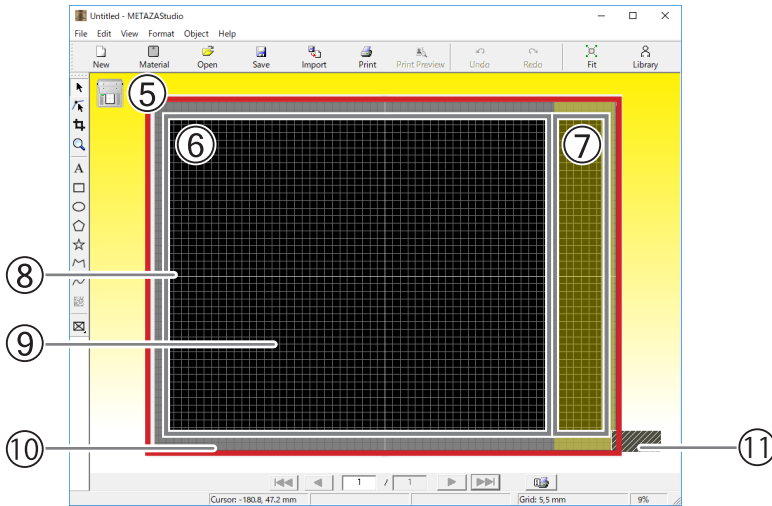 Untitled - METAZAStudio
File Edit View Format Object Help
New Material Open Save Import Print Print Preview Undo Redo Fit Library
⑤
⑥
⑦
A
⑧
⑨
⑩
⑪
1 / 1
Cursor: -180.8, 47.2 mm Grid: 5,5 mm 9%